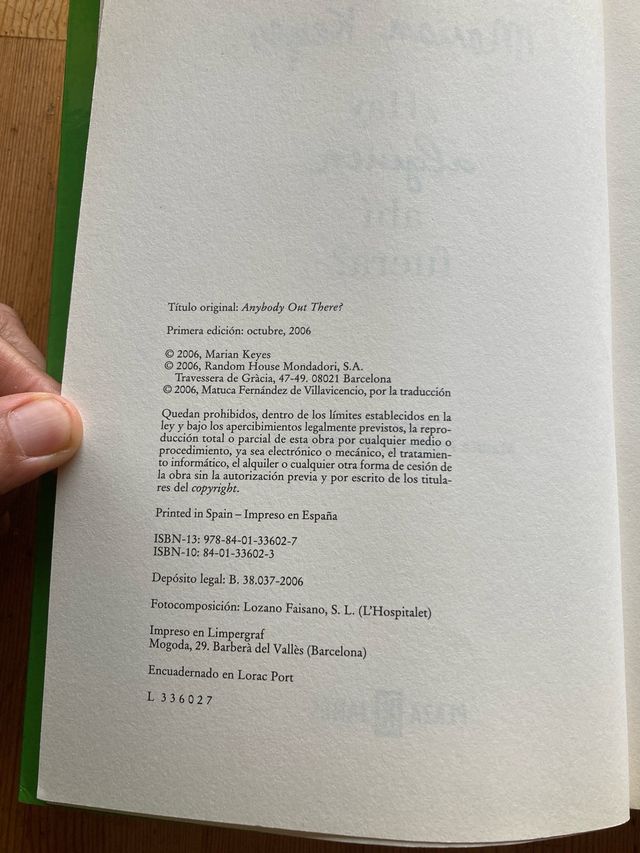 Título original: Anybody Out There?
Primera edición: octubre, 2006
© 2006, Marian Keyes
© 2006, Random House Mondadori, S.A.
Travessera de Gràcia, 47-49. 08021 Barcelona
© 2006, Matuca Fernández de Villavicencio, por la traducción
Quedan prohibidos, dentro de los límites establecidos en la
ley y bajo los apercibimientos legalmente previstos, la repro-
ducción total o parcial de esta obra por cualquier medio o
procedimiento, ya sea electrónico o mecánico, el tratamien-
to informático, el alquiler o cualquier otra forma de cesión de
la obra sin la autorización previa y por escrito de los titula-
res del copyright.
Printed in Spain – Impreso en España
ISBN-13: 978-84-01-33602-7
ISBN-10: 84-01-33602-3
Depósito legal: B. 38.037-2006
Fotocomposición: Lozano Faisano, S. L. (L'Hospitalet)
Impreso en Limpergraf
Mogoda, 29. Barberà del Vallès (Barcelona)
Encuadernado en Lorac Port
L 336027